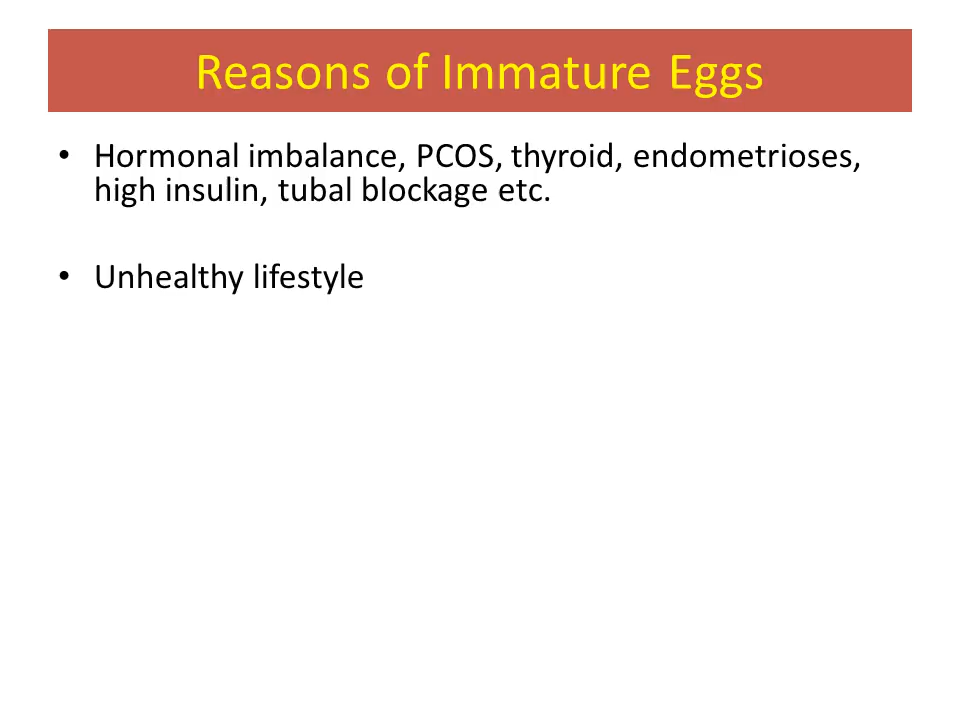 Reasons of Immature Eggs
• Hormonal imbalance, PCOS, thyroid, endometrioses,
high insulin, tubal blockage etc.
• Unhealthy lifestyle